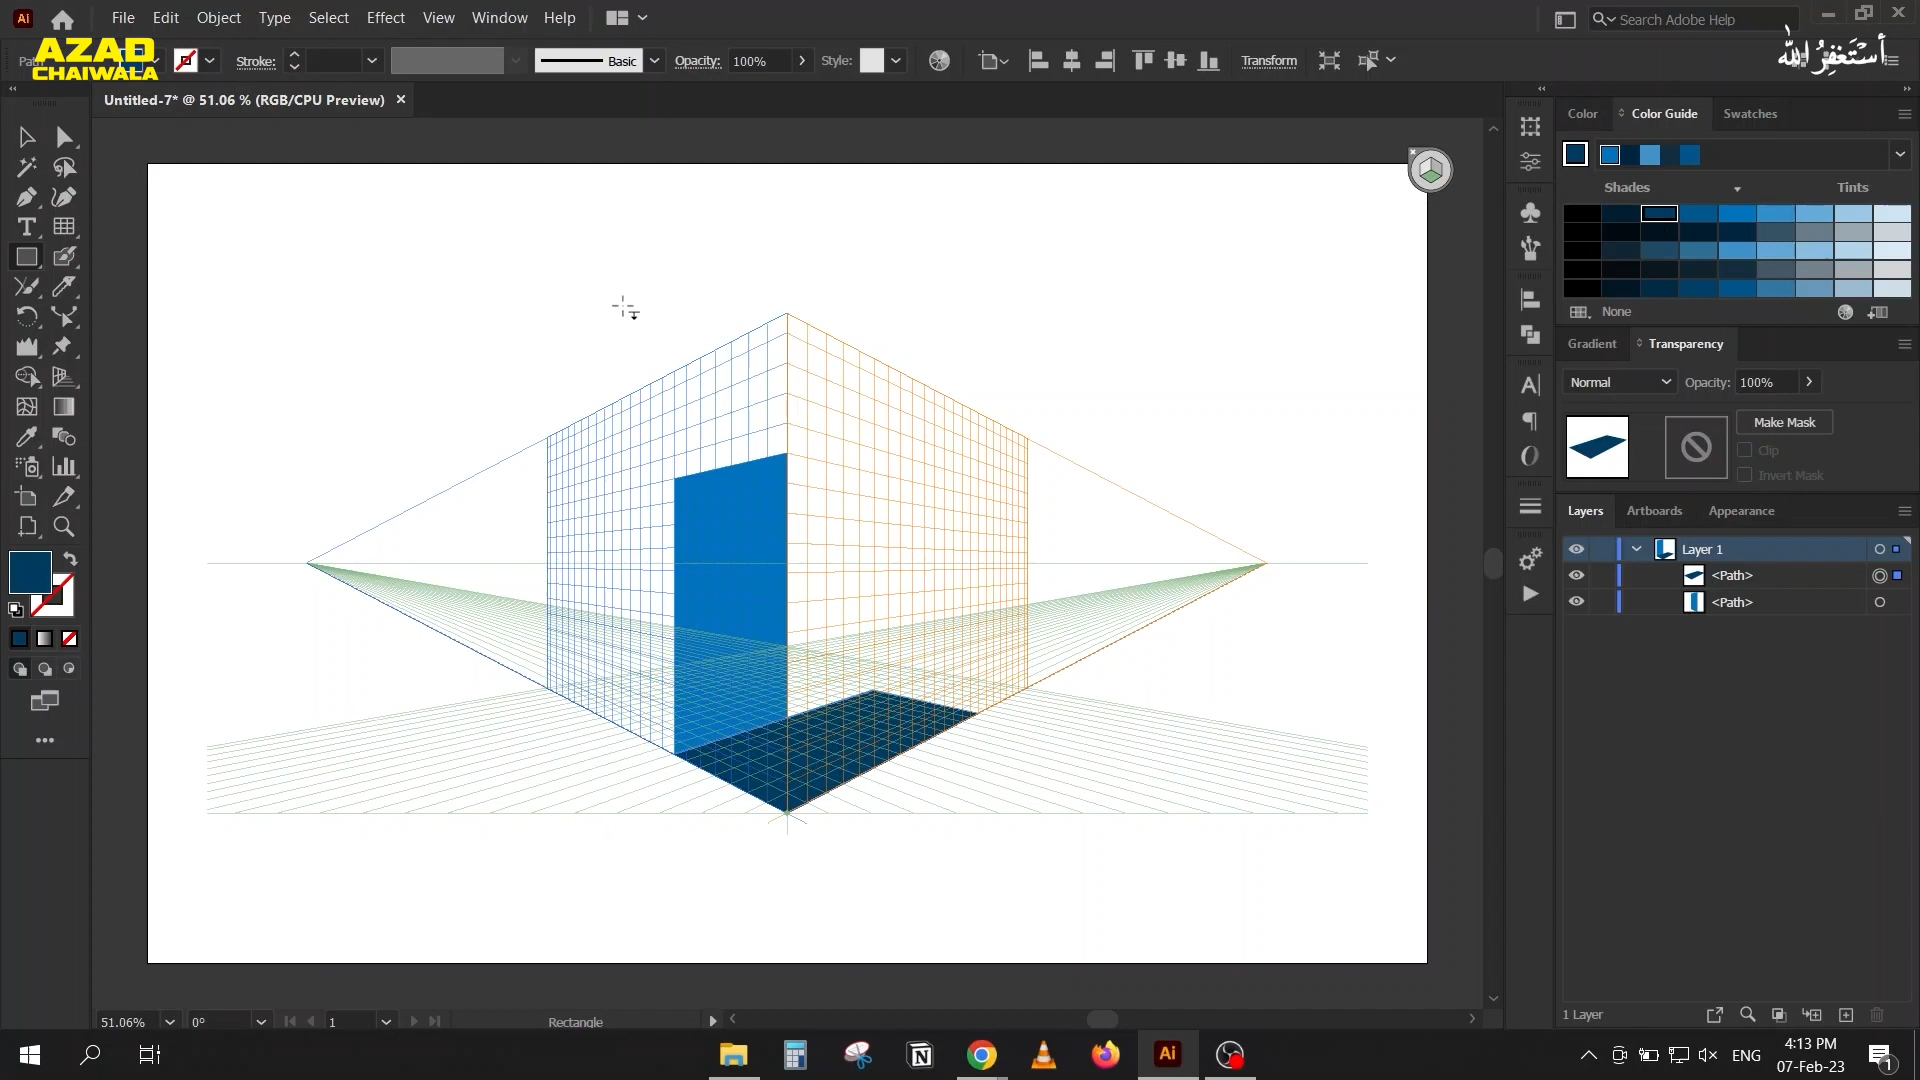 Ai File Edit Object Type Select Effect View Window Help Search Adobe Help
AZAD
CHAIWALA
أستغفر الله
Stroke: Basic Opacity: 100% Style: Transform
Untitled-7* @ 51.06 % (RGB/CPU Preview) ×
Color Color Guide Swatches
Shades Tints
None
Gradient Transparency
Normal Opacity: 100%
Make Mask
Clip
Invert Mask
Layers Artboards Appearance
Layer 1
<Path>
<Path>
1 Layer
51.06% 0° 1 Rectangle
Ai ENG 4:13 PM
07-Feb-23
1